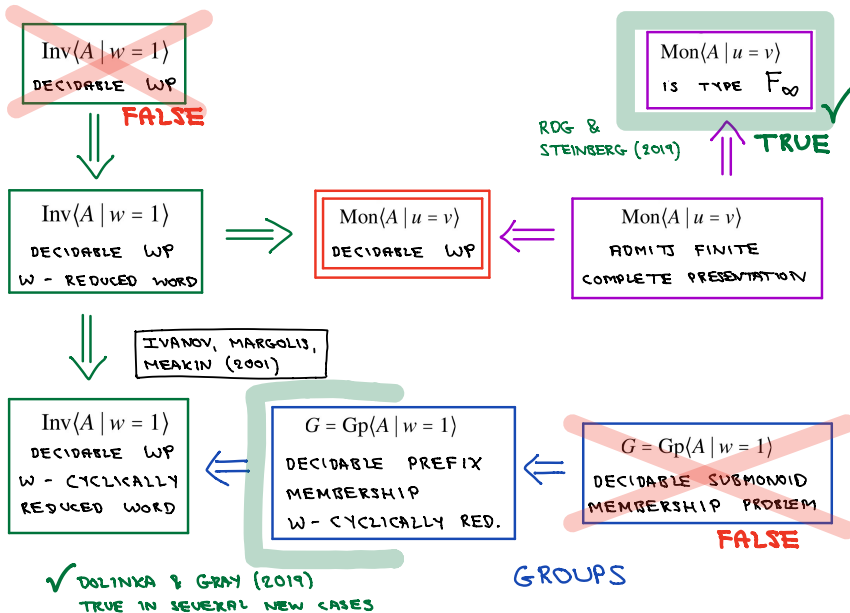 Inv⟨A | w = 1⟩
DECIDABLE WP
FALSE
Mon⟨A | u = v⟩
IS TYPE F∞
RDG &
STEINBERG (2019)
TRUE
Inv⟨A | w = 1⟩
DECIDABLE WP
W - REDUCED WORD
Mon⟨A | u = v⟩
DECIDABLE WP
Mon⟨A | u = v⟩
ADMITS FINITE
COMPLETE PRESENTATION
IVANOV, MARGOLIS,
MEAKIN (2001)
Inv⟨A | w = 1⟩
DECIDABLE WP
W - CYCLICALLY
REDUCED WORD
G = Gp⟨A | w = 1⟩
DECIDABLE PREFIX
MEMBERSHIP
W - CYCLICALLY RED.
G = Gp⟨A | w = 1⟩
DECIDABLE SUBMONOID
MEMBERSHIP PROBLEM
FALSE
DOLINKA & GRAY (2019)
TRUE IN SEVERAL NEW CASES
GROUPS